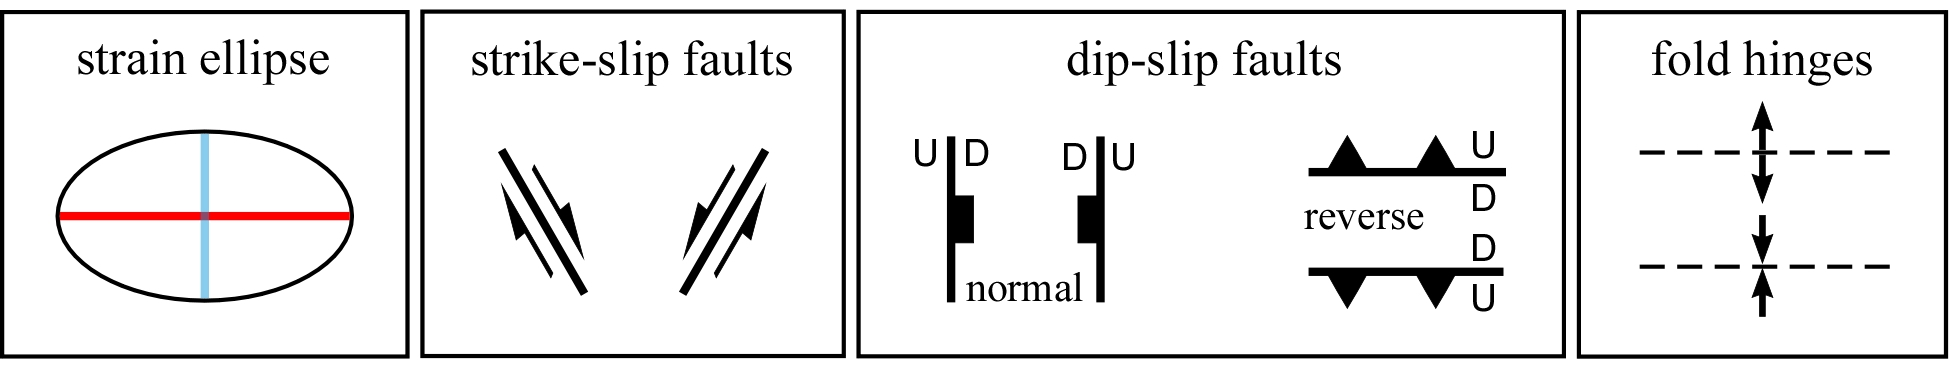 strain ellipse
strike-slip faults
dip-slip faults
U D
D U
normal
U
D
reverse
D
U
fold hinges